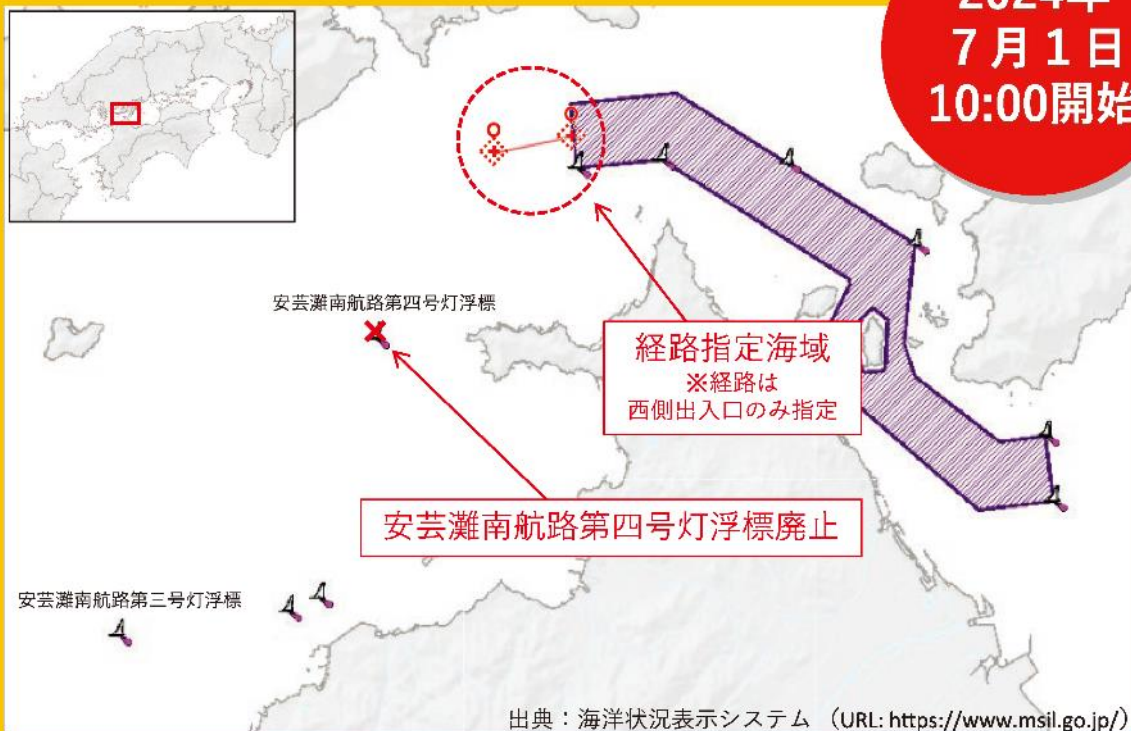 2024年
7月1日
10:00開始
安芸灘南航路第四号灯浮標
経路指定海域
※経路は
西側出入口のみ指定
安芸灘南航路第四号灯浮標廃止
安芸灘南航路第三号灯浮標
出典：海洋状況表示システム （URL: https://www.msil.go.jp/）